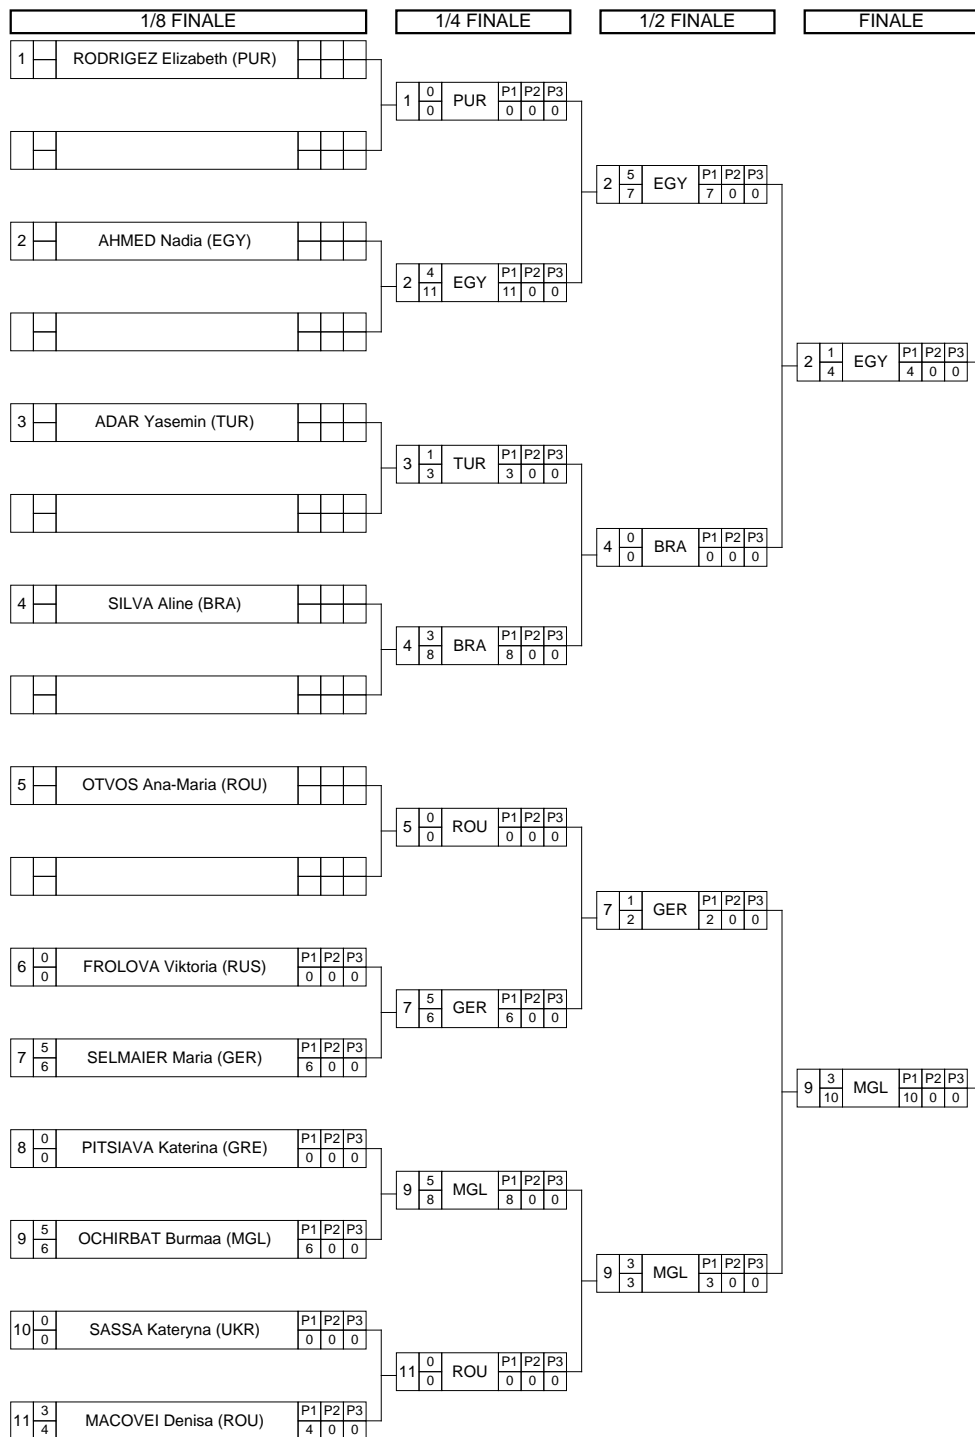 1/8 FINALE 1/4 FINALE 1/2 FINALE FINALE
1 RODRIGEZ Elizabeth (PUR)
1 0 PUR P1 P2 P3
0 0 0 0
2 5 EGY P1 P2 P3
7 7 0 0
2 AHMED Nadia (EGY)
2 4 EGY P1 P2 P3
11 11 0 0
2 1 EGY P1 P2 P3
4 4 0 0
3 ADAR Yasemin (TUR)
3 1 TUR P1 P2 P3
3 3 0 0
4 0 BRA P1 P2 P3
0 0 0 0
4 SILVA Aline (BRA)
4 3 BRA P1 P2 P3
8 8 0 0
5 OTVOS Ana-Maria (ROU)
5 0 ROU P1 P2 P3
0 0 0 0
7 1 GER P1 P2 P3
2 2 0 0
6 0 FROLOVA Viktoria (RUS) P1 P2 P3
0 0 0 0
7 5 GER P1 P2 P3
6 6 0 0
7 5 SELMAIER Maria (GER) P1 P2 P3
6 6 0 0
9 3 MGL P1 P2 P3
10 10 0 0
8 0 PITSIAVA Katerina (GRE) P1 P2 P3
0 0 0 0
9 5 MGL P1 P2 P3
8 8 0 0
9 5 OCHIRBAT Burmaa (MGL) P1 P2 P3
6 6 0 0
9 3 MGL P1 P2 P3
3 3 0 0
10 0 SASSA Kateryna (UKR) P1 P2 P3
0 0 0 0
11 0 ROU P1 P2 P3
0 0 0 0
11 3 MACOVEI Denisa (ROU) P1 P2 P3
4 4 0 0